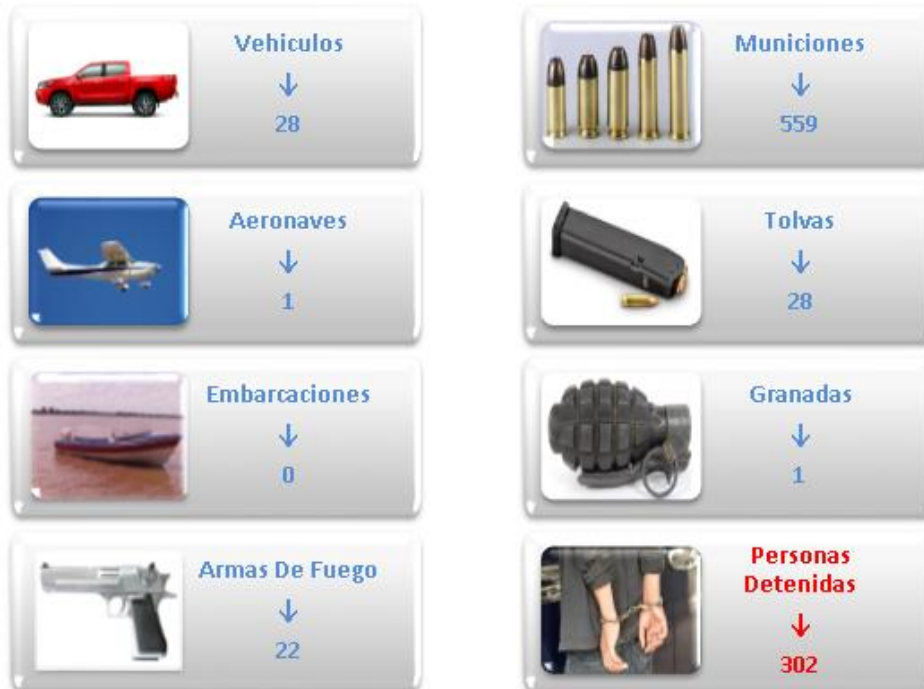 Vehiculos
↓
28
Municiones
↓
559
Aeronaves
↓
1
Tolvas
↓
28
Embarcaciones
↓
0
Granadas
↓
1
Armas De Fuego
↓
22
Personas
Detenidas
↓
302